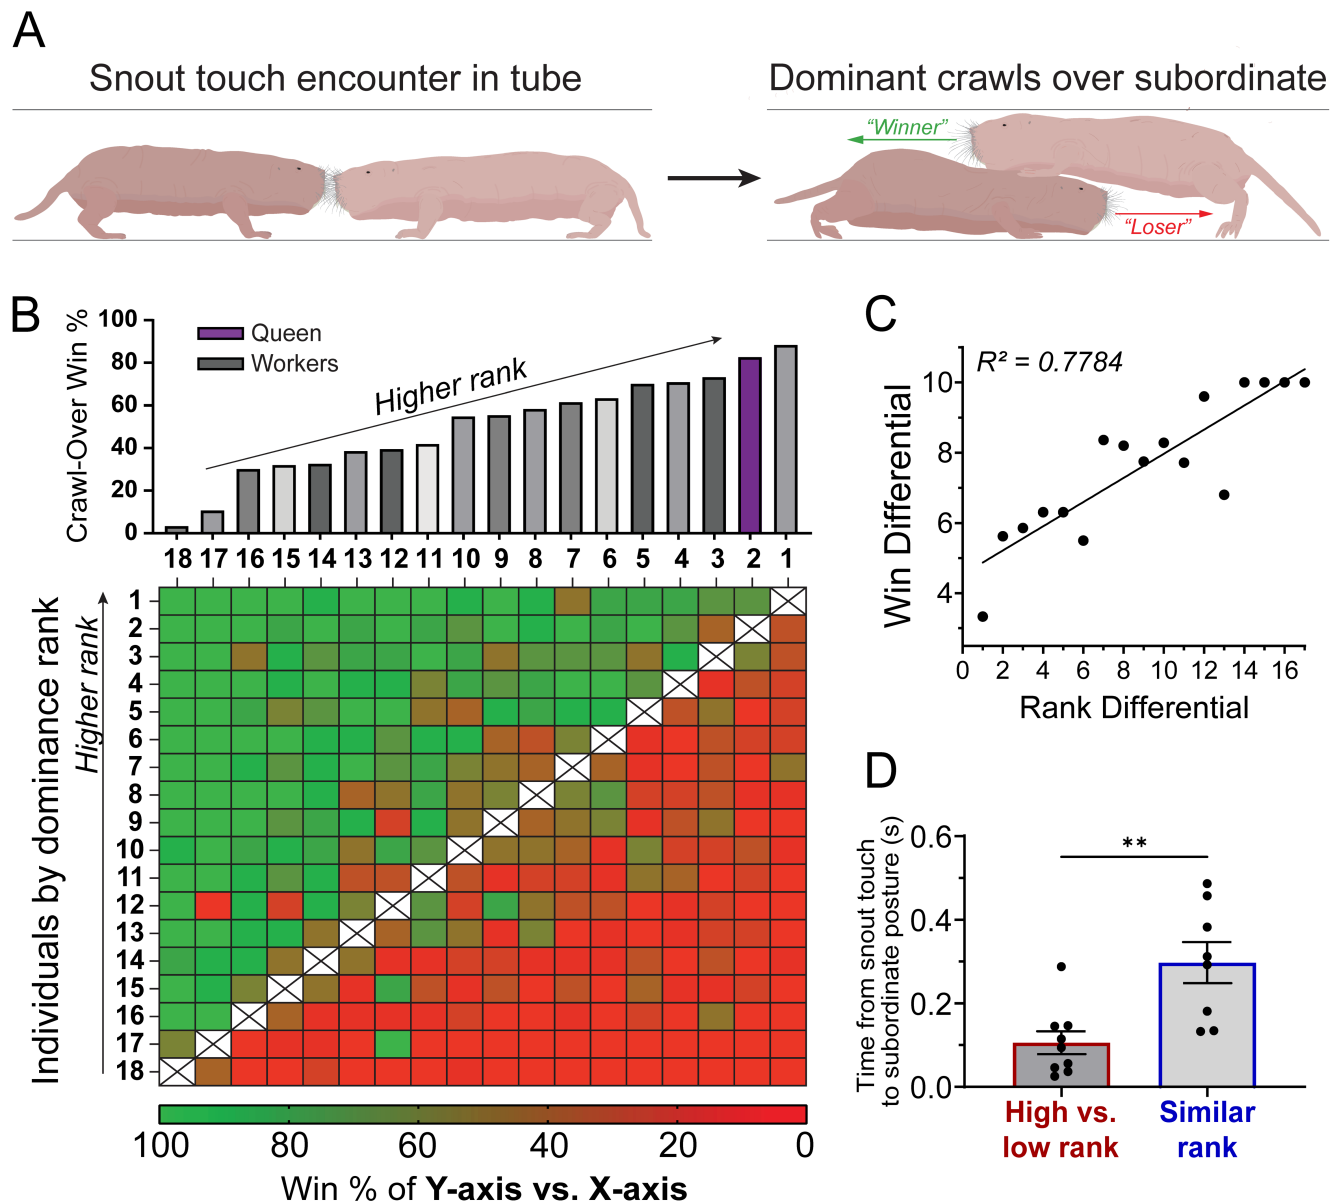 A
Snout touch encounter in tube
Dominant crawls over subordinate
“Winner”
“Loser”
B
Crawl-Over Win %
100
80
60
40
20
0
Queen
Workers
Higher rank
18 17 16 15 14 13 12 11 10 9 8 7 6 5 4 3 2 1
Individuals by dominance rank
Higher rank
1
2
3
4
5
6
7
8
9
10
11
12
13
14
15
16
17
18
100 80 60 40 20 0
Win % of Y-axis vs. X-axis
C
R² = 0.7784
Win Differential
10
8
6
4
0 2 4 6 8 10 12 14 16
Rank Differential
D
Time from snout touch
to subordinate posture (s)
0.6
0.4
0.2
0.0
**
High vs.
low rank
Similar
rank